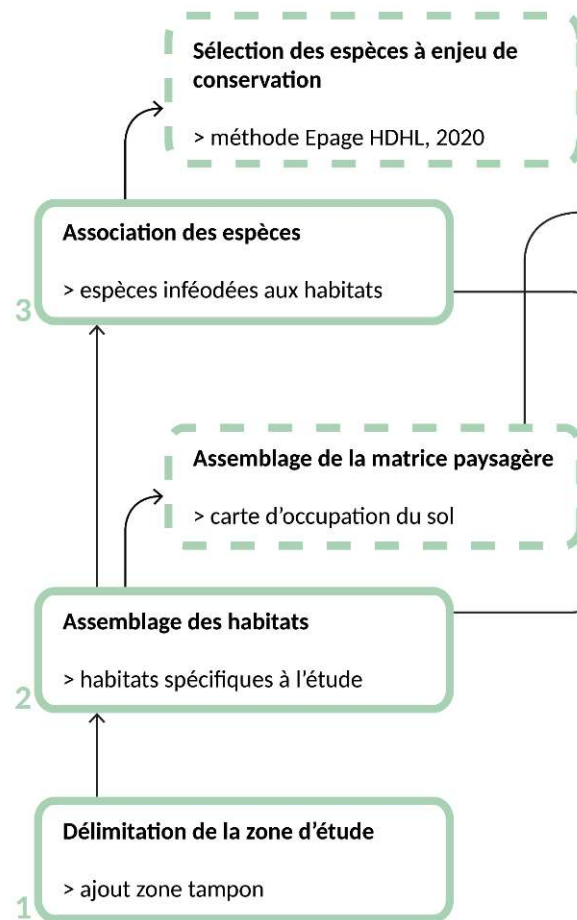 Sélection des espèces à enjeu de
conservation
> méthode Epage HDHL, 2020
Association des espèces
> espèces inféodées aux habitats
3
Assemblage de la matrice paysagère
> carte d’occupation du sol
Assemblage des habitats
> habitats spécifiques à l’étude
2
Délimitation de la zone d’étude
> ajout zone tampon
1